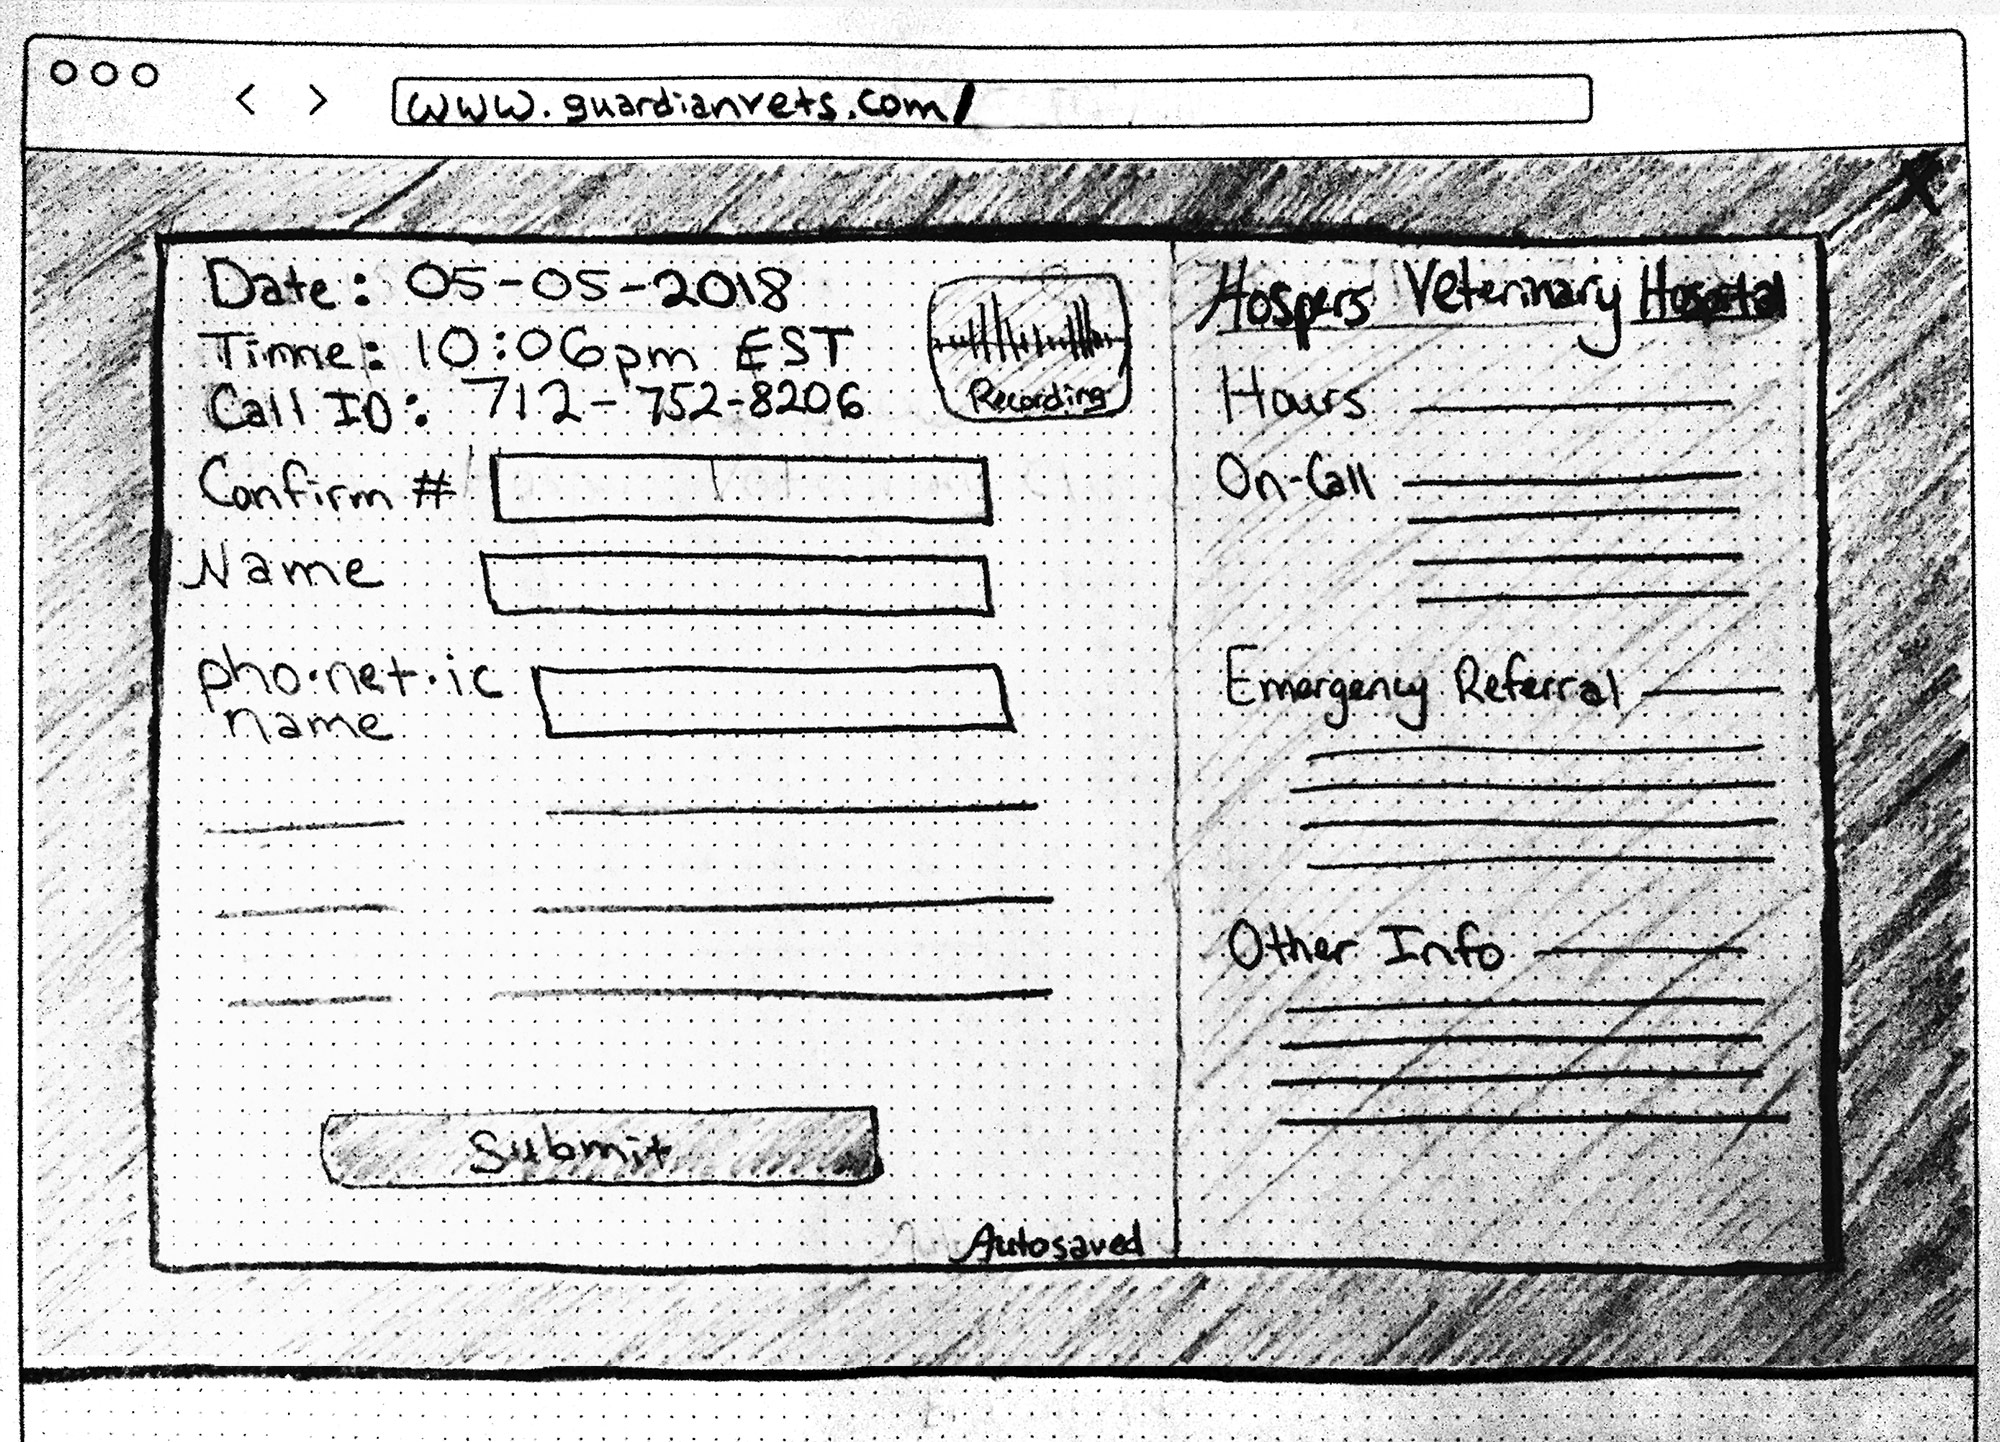 www.guardianvets.com/
Date: 05-05-2018
Time: 10:06pm EST
Call ID: 712-752-8206
Recording
Confirm #
Name
pho·net·ic
name
Submit
Autosaved
Hospers Veterinary Hospital
Hours
On-Call
Emergency Referral
Other Info